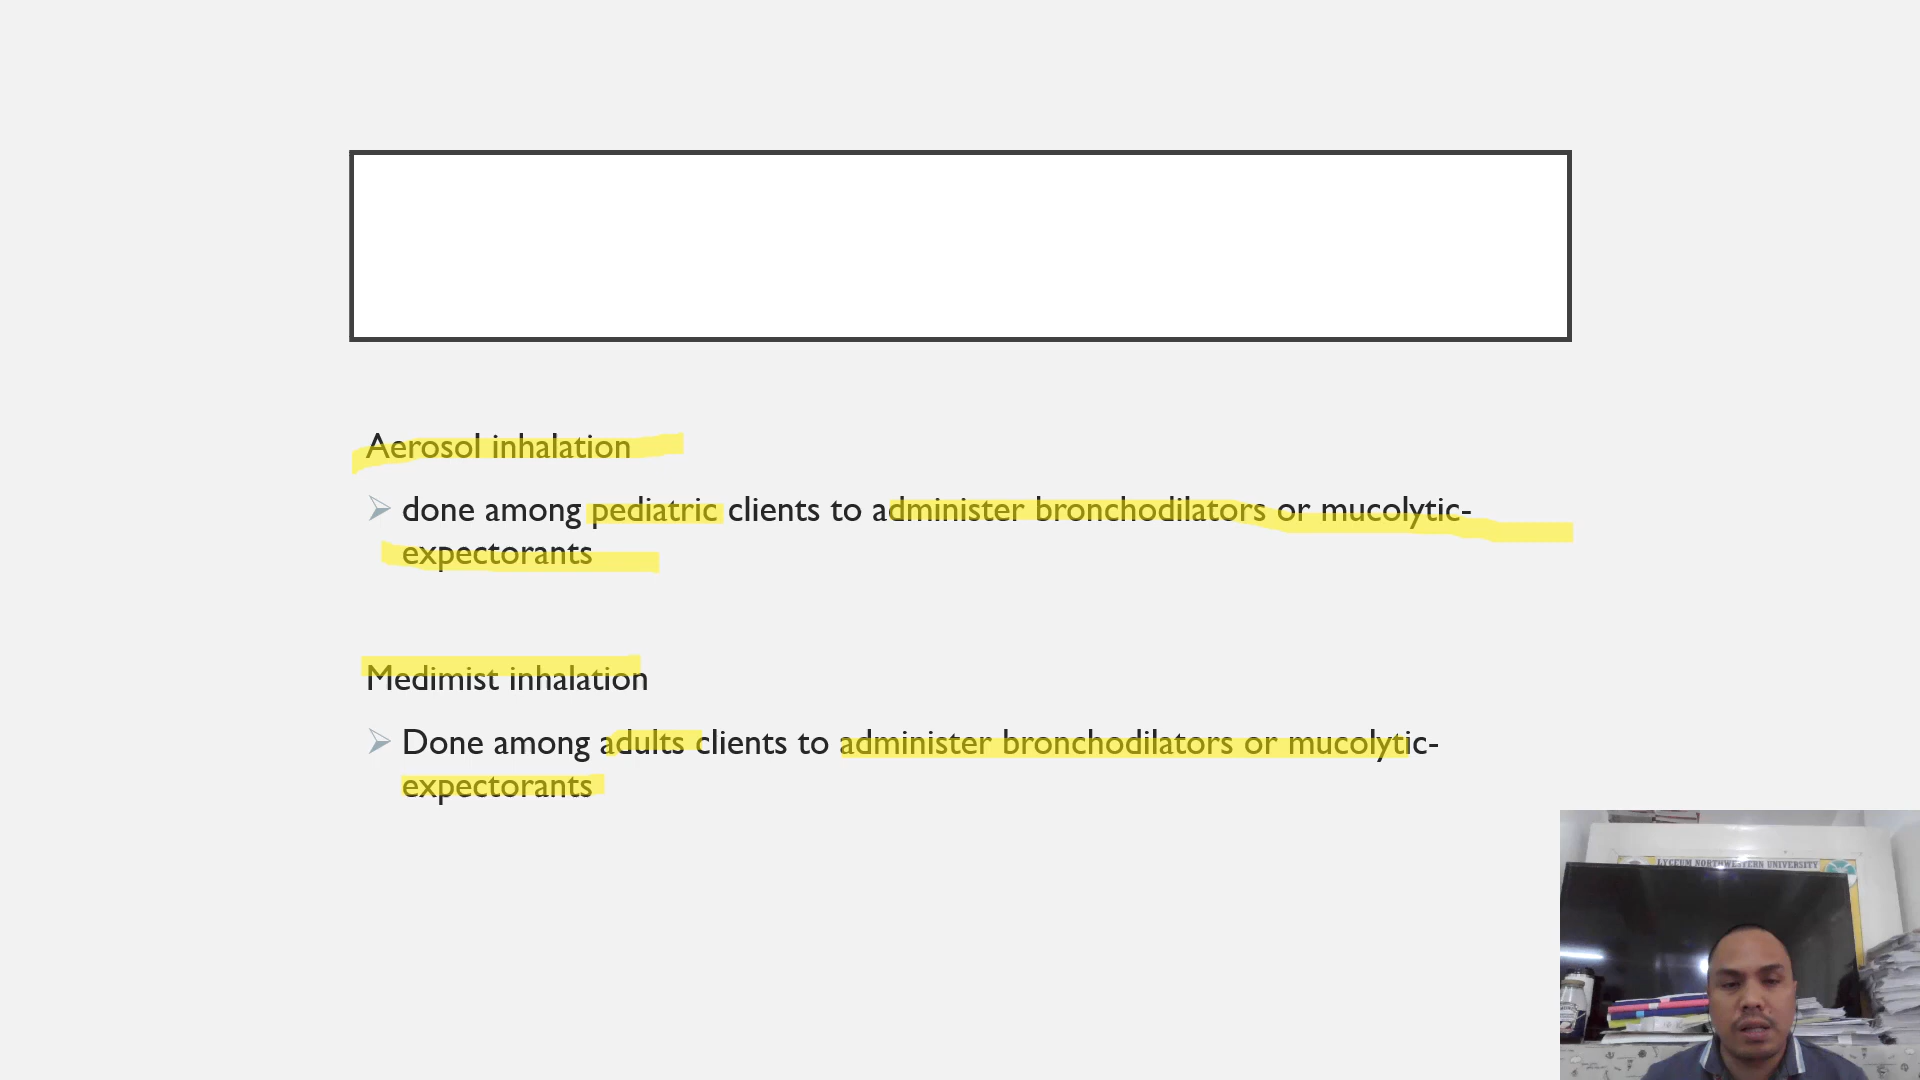 Aerosol inhalation
➢ done among pediatric clients to administer bronchodilators or mucolytic-
expectorants
Medimist inhalation
➢ Done among adults clients to administer bronchodilators or mucolytic-
expectorants
LYCEUM NORTHWESTERN UNIVERSITY